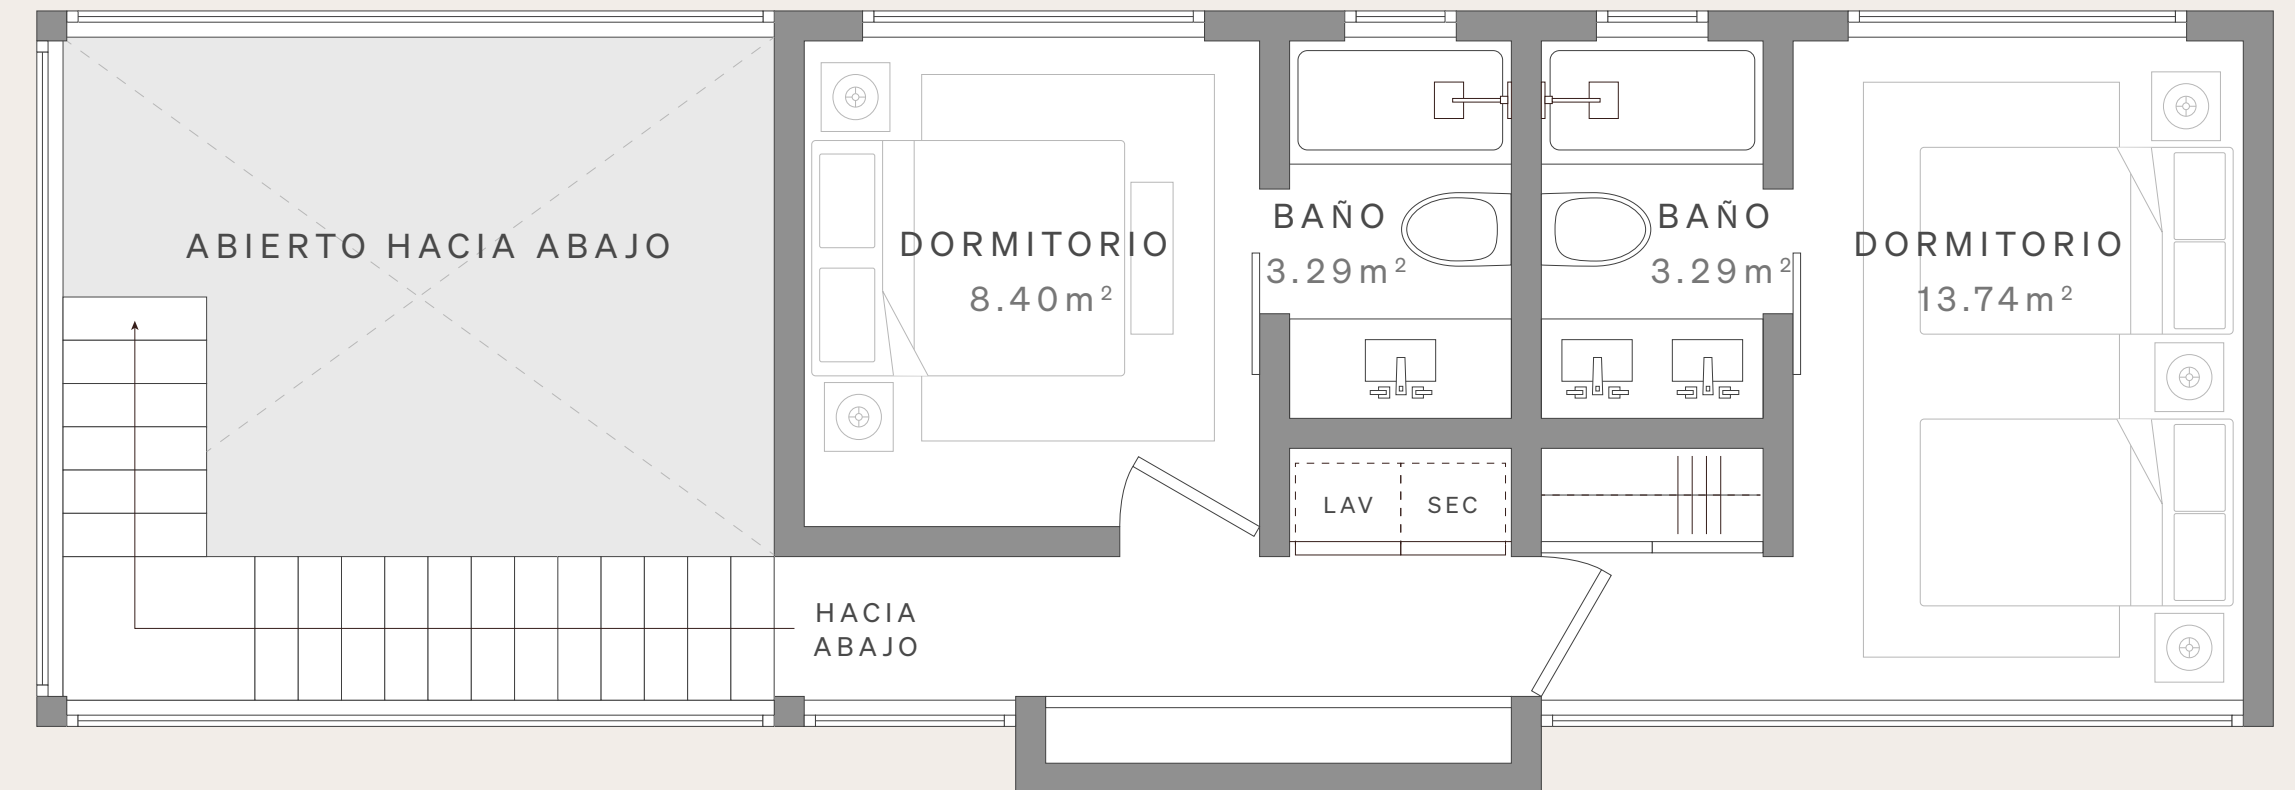 ABIERTO HACIA ABAJO
DORMITORIO
8.40m²
BAÑO
3.29m²
BAÑO
3.29m²
DORMITORIO
13.74m²
LAV
SEC
HACIA
ABAJO